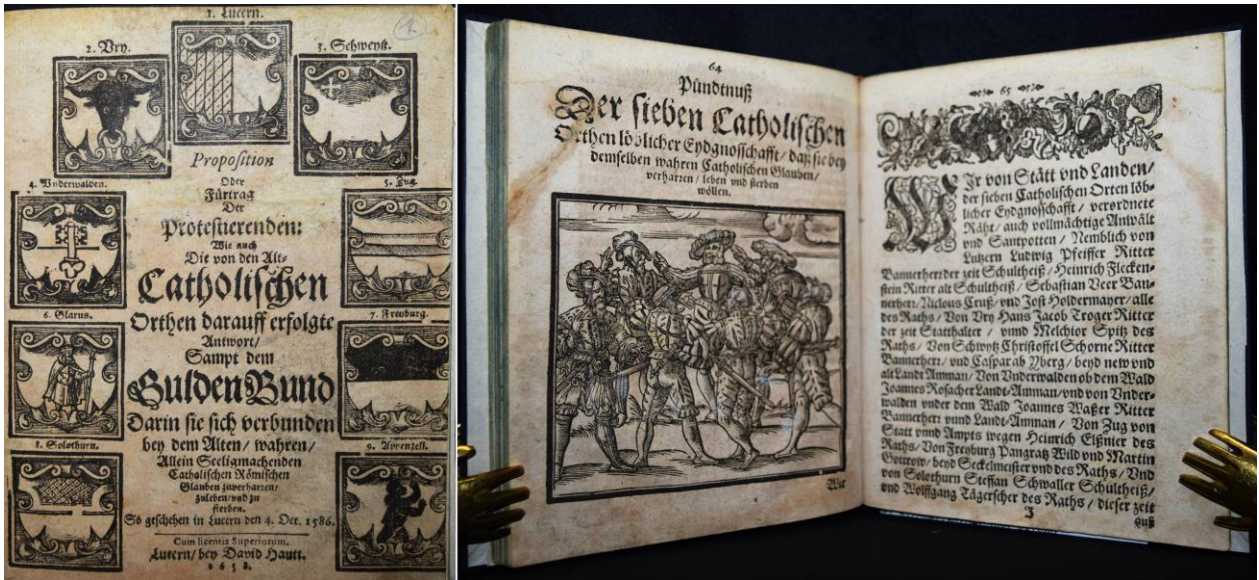 1. Lucern.
2. Vry.
3. Schweytz.
Proposition
4. Vnderwalden.
5. Zug.
Oder
Fürtrag
Der
Protestierenden:
Wie auch
Die von den Alt-
Catholischen
Orthen darauff erfolgte
6. Glarus.
7. Freyburg.
Antwort/
Sampt dem
Gulden Bund
Darin sie sich verbunden
8. Solothurn.
9. Appenzell.
bey dem Alten/ wahren/
Allein Seeligmachenden
Catholischen Römischen
Glauben zuverharren/
zuleben/vnd zu
sterben.
So geschehen in Lucern den 4. Oct. 1586.
Cum licentia Superiorum.
Lucern/ bey David Hautt.
1658.
64
Pündtnuß
Der sieben Catholischen
Orthen löblicher Eydgnoschafft/ daß sie bey
demselben wahren Catholischen Glauben/
verharren/ leben vnd sterben
wöllen.
Wir
65
WIr von Stätt vnd Landen/
der sieben Catholischen Orten löb-
licher Eydgnoschafft/ verordnete
Räht/ auch vollmächtige Anwält
vnd Santpotten/ Nemblich von
Lutzern Ludwig Pfeiffer Ritter
Bannerherr der zeit Schultheiß/ Heinrich Flecken-
stein Ritter alt Schultheiß/ Sebastian Veer Ban-
nerherr/ Niclous Cruß/ vnd Jost Holdermayer/ alle
des Raths/ Von Vry Hans Jacob Troger Ritter
der zeit Statthalter/ vnnd Melchior Spitz des
Raths/ Von Schwytz Christoffel Schorne Ritter
Bannerherr/ vnd Caspar ab Yberg/ beyd new vnd
alt Landt Amman/ Von Vnderwalden ob dem Wald
Joannes Rosacher Landt-Amman/ vnd von Vnder-
walden vnder dem Wald Joannes Waßer Ritter
Bannerherr vnnd Landt-Amman/ Von Zug von
Statt vnnd Ampts wegen Heinrich Elßnier des
Raths/ Von Freyburg Pangratz Wild vnd Martin
Gottrow/ beyd Seckelmeister vnd des Raths/ Vnd
von Solothurn Steffan Schwaller Schultheiß/
vnd Wolffgang Tägerscher des Raths/ dieser zeit
J
auß